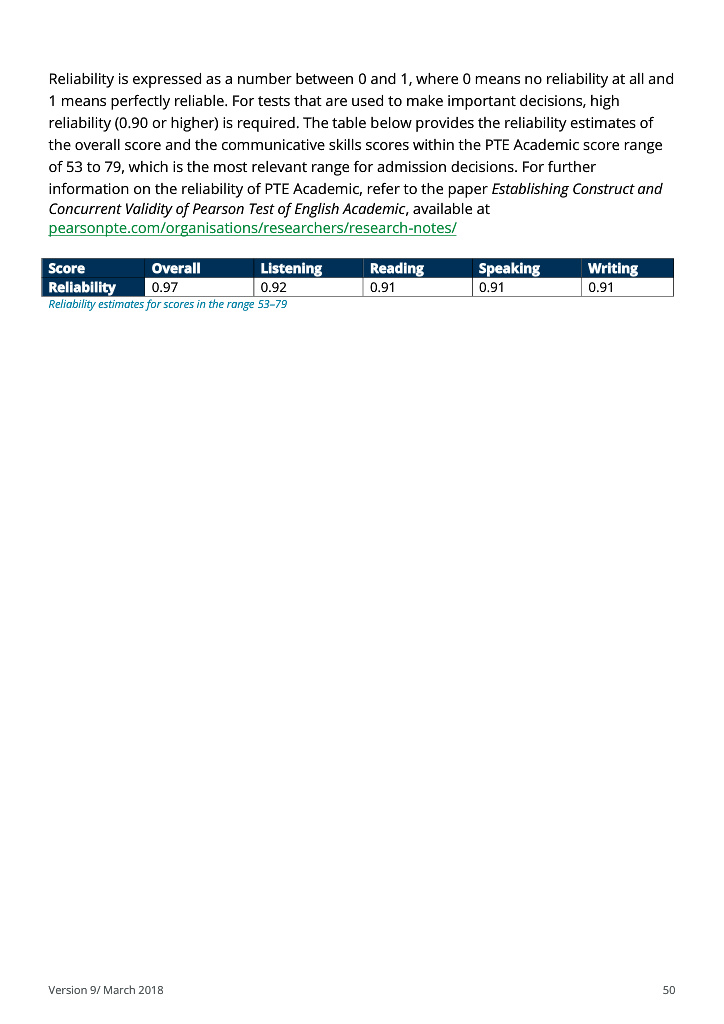 Reliability is expressed as a number between 0 and 1, where 0 means no reliability at all and
1 means perfectly reliable. For tests that are used to make important decisions, high
reliability (0.90 or higher) is required. The table below provides the reliability estimates of
the overall score and the communicative skills scores within the PTE Academic score range
of 53 to 79, which is the most relevant range for admission decisions. For further
information on the reliability of PTE Academic, refer to the paper Establishing Construct and
Concurrent Validity of Pearson Test of English Academic, available at
pearsonpte.com/organisations/researchers/research-notes/
Score Overall Listening Reading Speaking Writing
Reliability 0.97 0.92 0.91 0.91 0.91
Reliability estimates for scores in the range 53–79
Version 9/ March 2018 50